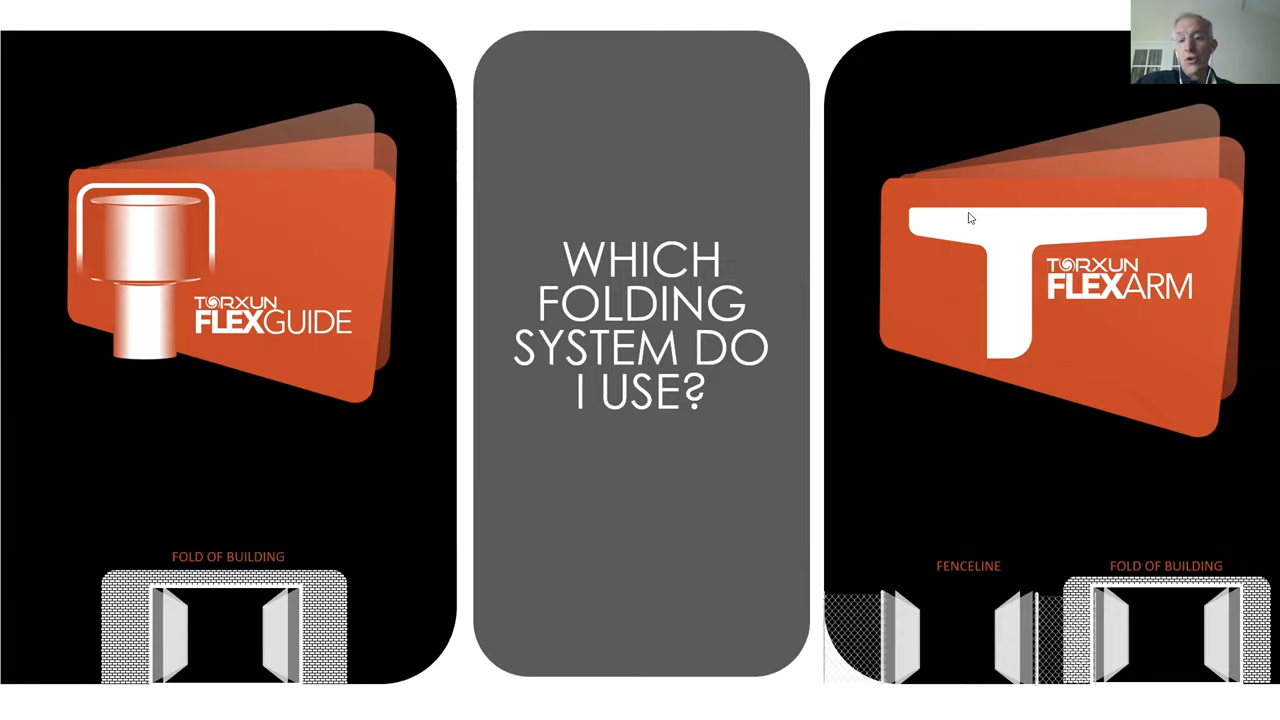 TORXUN
FLEXGUIDE
FOLD OF BUILDING
WHICH
FOLDING
SYSTEM DO
I USE?
TORXUN
FLEXARM
FENCELINE
FOLD OF BUILDING